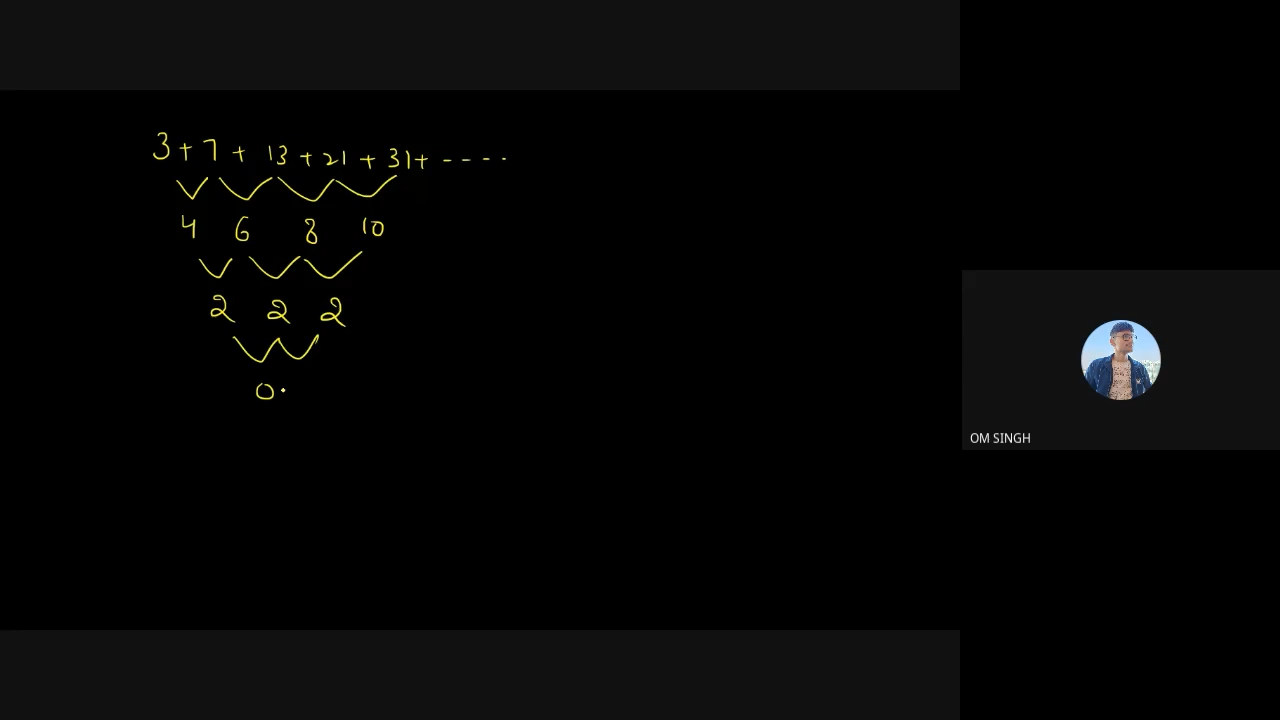 3 + 7 + 13 + 21 + 31 + ----
4 6 8 10
2 2 2
0.
OM SINGH